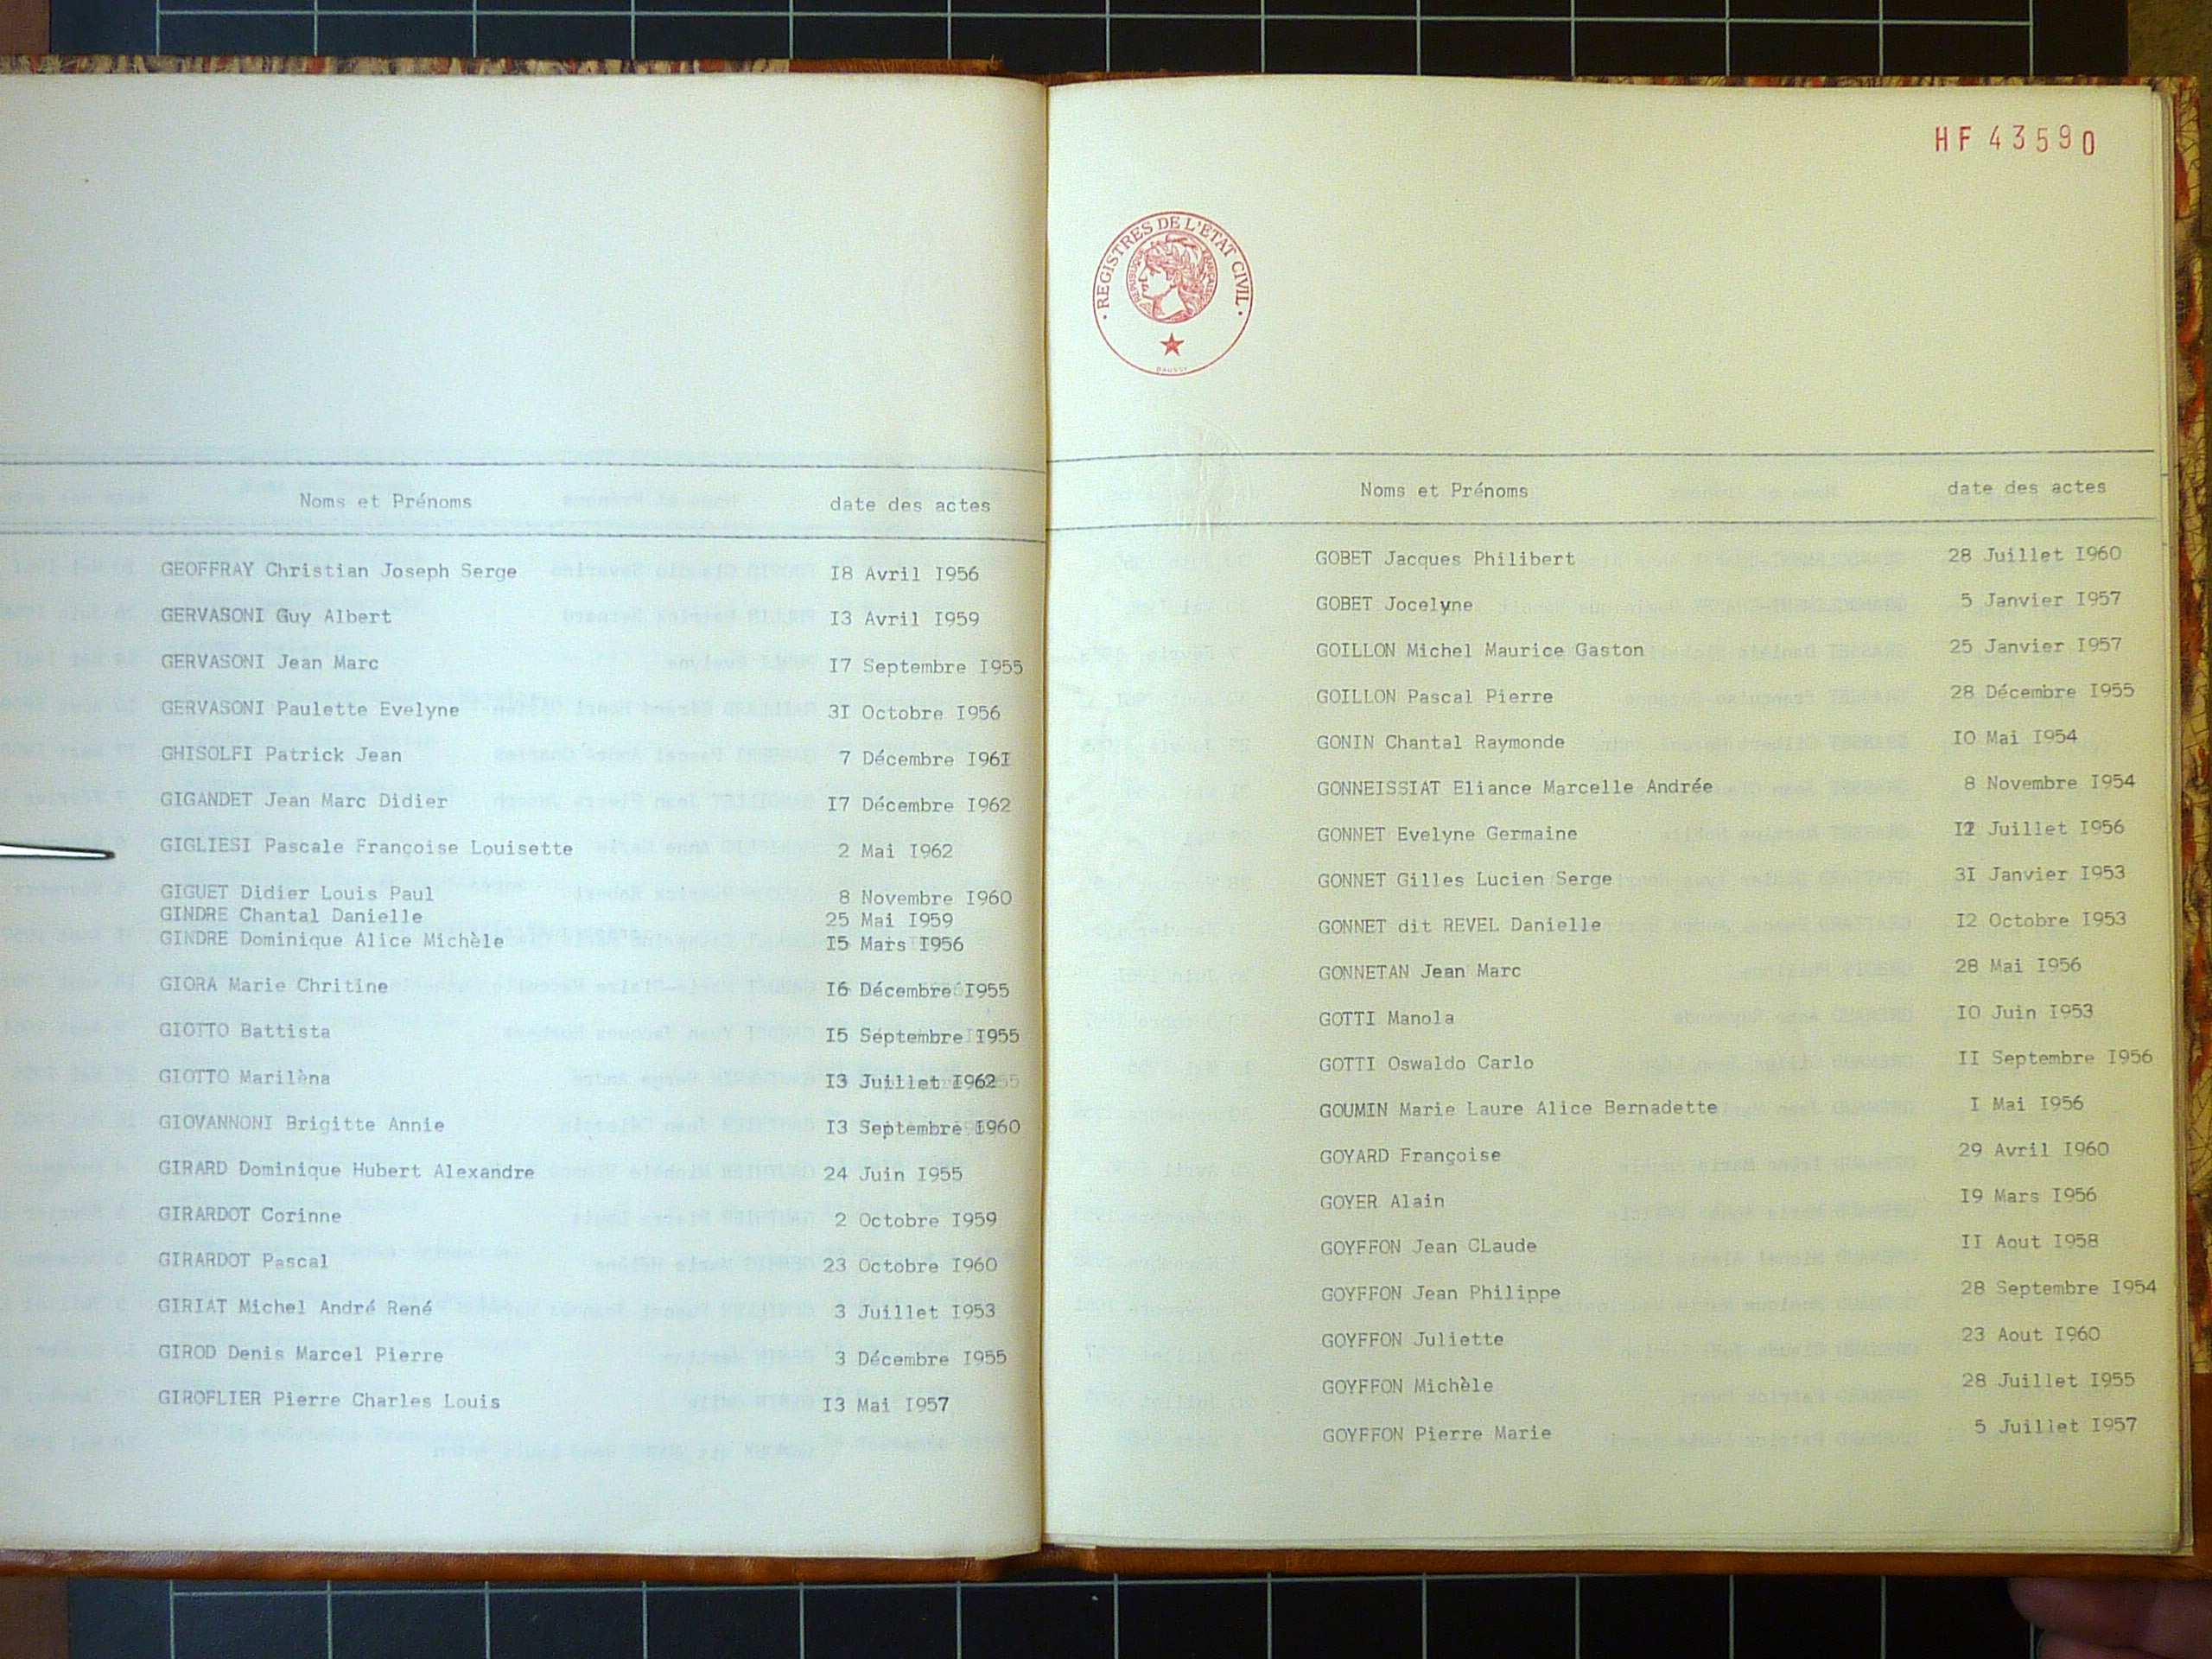 Noms et Prénoms date des actes
GEOFFRAY Christian Joseph Serge I8 Avril I956
GERVASONI Guy Albert I3 Avril I959
GERVASONI Jean Marc I7 Septembre I955
GERVASONI Paulette Evelyne 3I Octobre I956
GHISOLFI Patrick Jean 7 Décembre I96I
GIGANDET Jean Marc Didier I7 Décembre I962
GIGLIESI Pascale Françoise Louisette 2 Mai I962
GIGUET Didier Louis Paul 8 Novembre I960
GINDRE Chantal Danielle 25 Mai I959
GINDRE Dominique Alice Michèle I5 Mars I956
GIORA Marie Chritine I6 Décembre I955
GIOTTO Battista I5 Septembre I955
GIOTTO Marilèna I3 Juillet I962
GIOVANNONI Brigitte Annie I3 Septembre I960
GIRARD Dominique Hubert Alexandre 24 Juin I955
GIRARDOT Corinne 2 Octobre I959
GIRARDOT Pascal 23 Octobre I960
GIRIAT Michel André René 3 Juillet I953
GIROD Denis Marcel Pierre 3 Décembre I955
GIROFLIER Pierre Charles Louis I3 Mai I957
HF 43590
REGISTRES DE L'ETAT CIVIL
REPUBLIQUE FRANCAISE
DAUSSY
Noms et Prénoms date des actes
GOBET Jacques Philibert 28 Juillet I960
GOBET Jocelyne 5 Janvier I957
GOILLON Michel Maurice Gaston 25 Janvier I957
GOILLON Pascal Pierre 28 Décembre I955
GONIN Chantal Raymonde IO Mai I954
GONNEISSIAT Eliance Marcelle Andrée 8 Novembre I954
GONNET Evelyne Germaine Juillet I956
GONNET Gilles Lucien Serge 3I Janvier I953
GONNET dit REVEL Danielle I2 Octobre I953
GONNETAN Jean Marc 28 Mai I956
GOTTI Manola IO Juin I953
GOTTI Oswaldo Carlo II Septembre I956
GOUMIN Marie Laure Alice Bernadette I Mai I956
GOYARD Françoise 29 Avril I960
GOYER Alain I9 Mars I956
GOYFFON Jean CLaude II Aout I958
GOYFFON Jean Philippe 28 Septembre I954
GOYFFON Juliette 23 Aout I960
GOYFFON Michèle 28 Juillet I955
GOYFFON Pierre Marie 5 Juillet I957